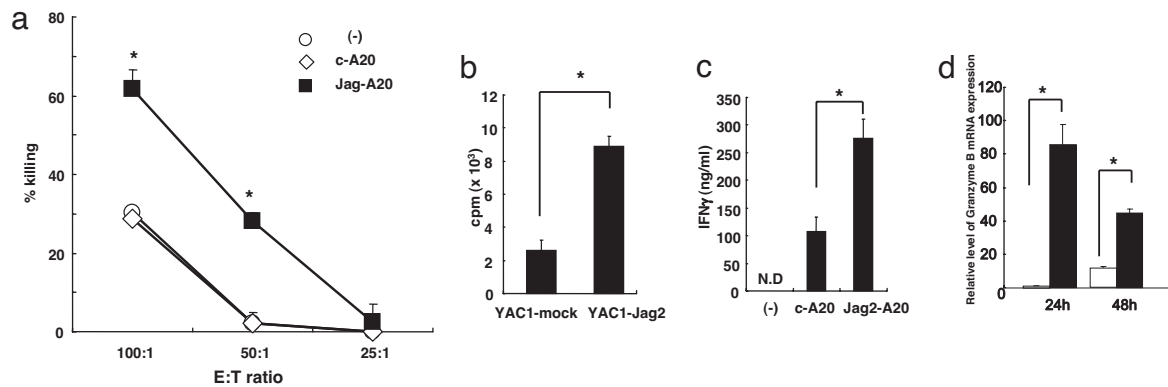 a
80
60
40
20
0
% killing
*
*
(-)
c-A20
Jag-A20
100:1
50:1
25:1
E:T ratio
b
*
12
10
8
6
4
2
0
cpm (x 10³)
YAC1-mock
YAC1-Jag2
c
*
350
300
250
200
150
100
50
0
IFNγ (ng/ml)
N.D
(-)
c-A20
Jag2-A20
d
*
*
120
100
80
60
40
20
0
Relative level of Granzyme B mRNA expression
24h
48h